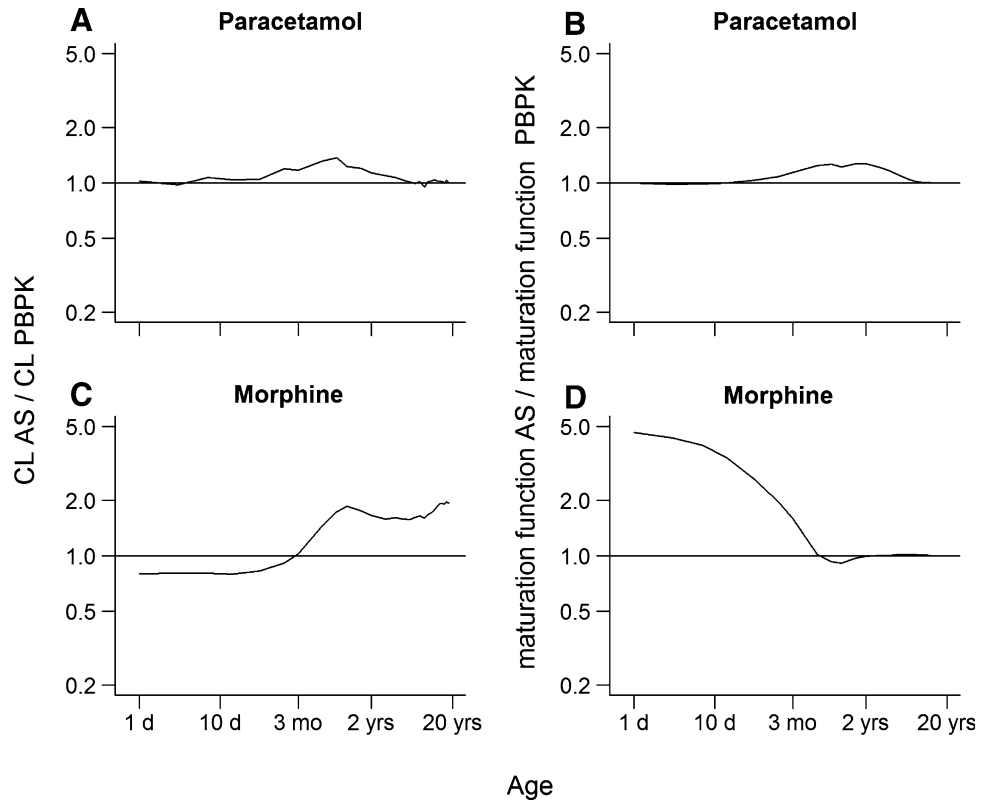 A Paracetamol
5.0
2.0
1.0
0.5
0.2
B Paracetamol
5.0
2.0
1.0
0.5
0.2
CL AS / CL PBPK
maturation function AS / maturation function PBPK
C Morphine
5.0
2.0
1.0
0.5
0.2
1 d 10 d 3 mo 2 yrs 20 yrs
D Morphine
5.0
2.0
1.0
0.5
0.2
1 d 10 d 3 mo 2 yrs 20 yrs
Age